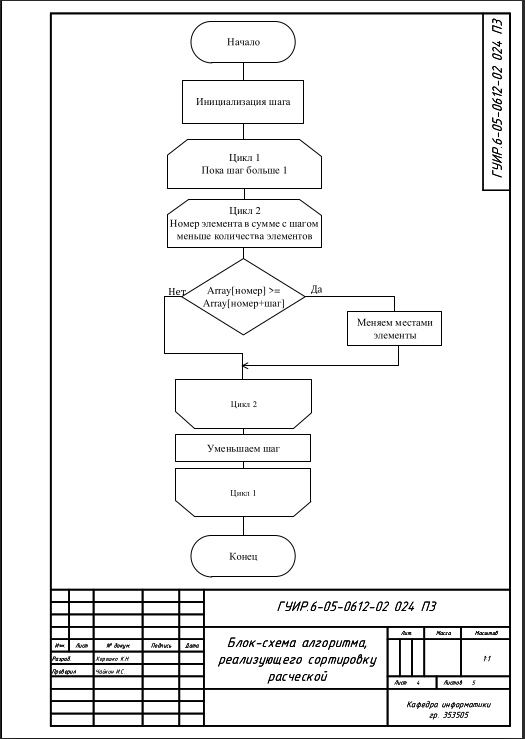 ГУИР.6-05-0612-02 024 ПЗ
Начало
Инициализация шага
Цикл 1
Пока шаг больше 1
Цикл 2
Номер элемента в сумме с шагом
меньше количества элементов
Array[номер] >=
Array[номер+шаг]
Нет
Да
Меняем местами
элементы
Цикл 2
Уменьшаем шаг
Цикл 1
Конец
ГУИР.6-05-0612-02 024 ПЗ
Изм. Лист № докум. Подпись Дата
Разраб.
Проверил Чайкин И.С.
Блок-схема алгоритма,
реализующего сортировку
расческой
Лит. Масса Масштаб
1:1
Лист 4 Листов 5
Кафедра информатики
гр. 353505